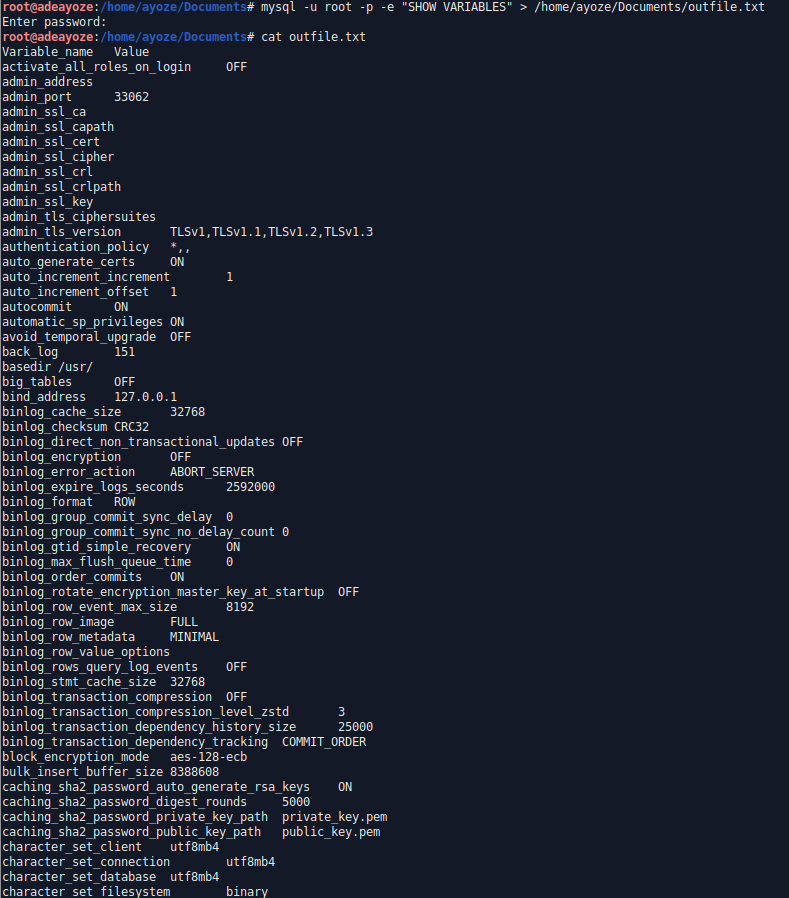 root@adeayoze:/home/ayoze/Documents# mysql -u root -p -e "SHOW VARIABLES" > /home/ayoze/Documents/outfile.txt
Enter password:
root@adeayoze:/home/ayoze/Documents# cat outfile.txt
Variable_name   Value
activate_all_roles_on_login     OFF
admin_address
admin_port      33062
admin_ssl_ca
admin_ssl_capath
admin_ssl_cert
admin_ssl_cipher
admin_ssl_crl
admin_ssl_crlpath
admin_ssl_key
admin_tls_ciphersuites
admin_tls_version       TLSv1,TLSv1.1,TLSv1.2,TLSv1.3
authentication_policy   *,,
auto_generate_certs     ON
auto_increment_increment        1
auto_increment_offset   1
autocommit      ON
automatic_sp_privileges ON
avoid_temporal_upgrade  OFF
back_log        151
basedir /usr/
big_tables      OFF
bind_address    127.0.0.1
binlog_cache_size       32768
binlog_checksum CRC32
binlog_direct_non_transactional_updates OFF
binlog_encryption       OFF
binlog_error_action     ABORT_SERVER
binlog_expire_logs_seconds      2592000
binlog_format   ROW
binlog_group_commit_sync_delay  0
binlog_group_commit_sync_no_delay_count 0
binlog_gtid_simple_recovery     ON
binlog_max_flush_queue_time     0
binlog_order_commits    ON
binlog_rotate_encryption_master_key_at_startup  OFF
binlog_row_event_max_size       8192
binlog_row_image        FULL
binlog_row_metadata     MINIMAL
binlog_row_value_options
binlog_rows_query_log_events    OFF
binlog_stmt_cache_size  32768
binlog_transaction_compression  OFF
binlog_transaction_compression_level_zstd       3
binlog_transaction_dependency_history_size      25000
binlog_transaction_dependency_tracking  COMMIT_ORDER
block_encryption_mode   aes-128-ecb
bulk_insert_buffer_size 8388608
caching_sha2_password_auto_generate_rsa_keys    ON
caching_sha2_password_digest_rounds     5000
caching_sha2_password_private_key_path  private_key.pem
caching_sha2_password_public_key_path   public_key.pem
character_set_client    utf8mb4
character_set_connection        utf8mb4
character_set_database  utf8mb4
character_set_filesystem        binary